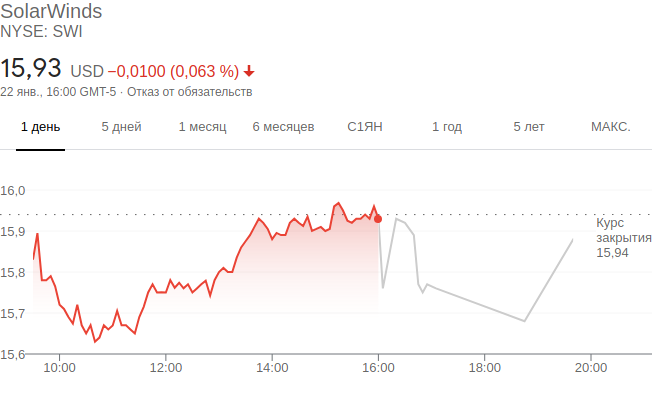 SolarWinds
NYSE: SWI
15,93 USD −0,0100 (0,063 %)
22 янв., 16:00 GMT-5 · Отказ от обязательств
1 день 5 дней 1 месяц 6 месяцев С1ЯН 1 год 5 лет МАКС.
16,0
15,9
15,8
15,7
15,6
Курс
закрытия
15,94
10:00 12:00 14:00 16:00 18:00 20:00